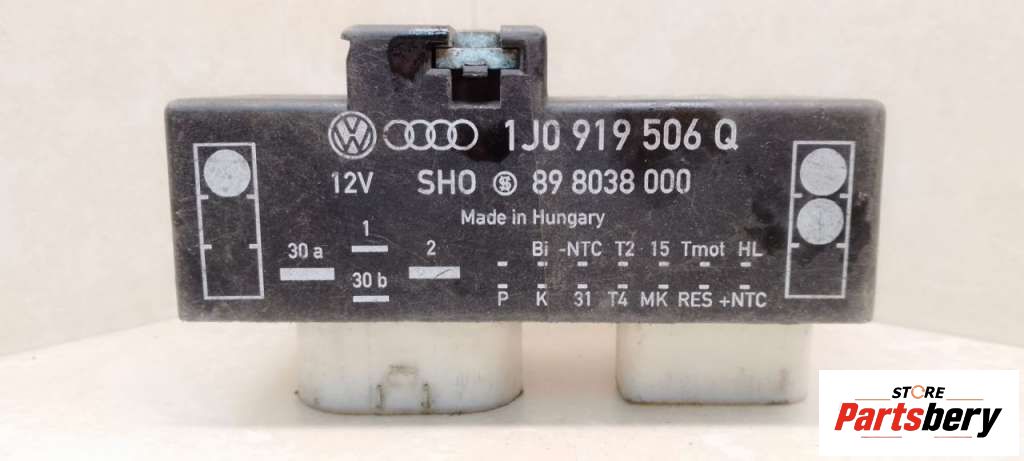 1J0 919 506 Q
12V SHO 89 8038 000
Made in Hungary
30 a 1 2
30 b
Bi -NTC T2 15 Tmot HL
P K 31 T4 MK RES +NTC
STORE
Partsbery